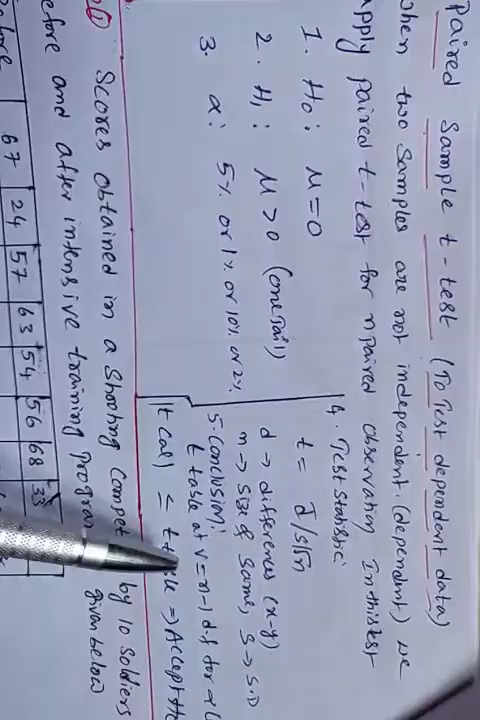 Paired Sample t-test (To Test dependent data)
when two samples are not independent. (dependent) we
apply paired t-test for n paired observation In this test
1. H0: μ=0
2. H1: μ>0 (one tail)
3. α: 5% or 1% or 10% or 2%.
4. Test statistic
t = d̄/s/√n
d → differences (x-y)
n → size of same, S → S.D
5. Conclusion:
t table at v=n-1 d.f for α
|t cal| ≤ t => Accept H
① Scores obtained in a shooting compet by 10 soldiers
before and after intensive training program given below
Before 67 24 57 63 54 56 68 33